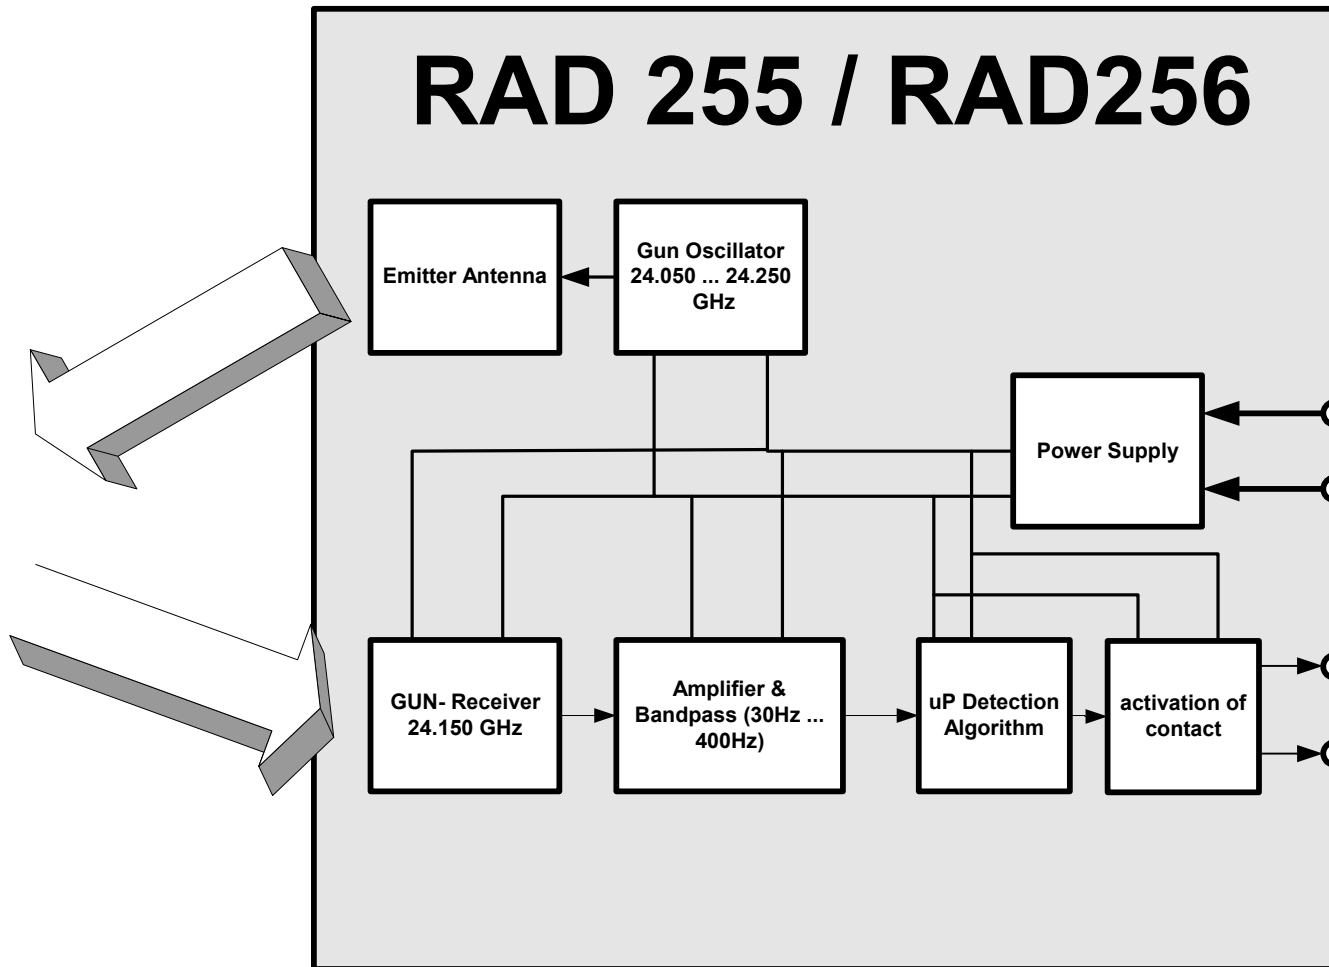 RAD 255 / RAD256
Emitter Antenna
Gun Oscillator
24.050 ... 24.250
GHz
Power Supply
GUN- Receiver
24.150 GHz
Amplifier &
Bandpass (30Hz ...
400Hz)
uP Detection
Algorithm
activation of
contact